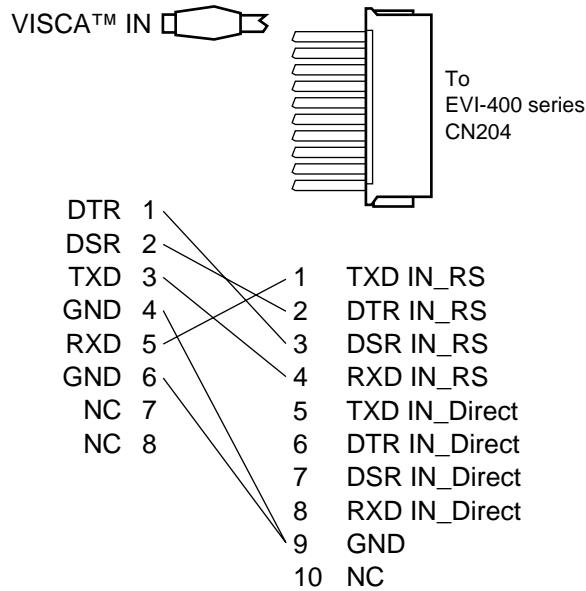 VISCA™ IN
To
EVI-400 series
CN204
DTR 1
DSR 2
TXD 3
GND 4
RXD 5
GND 6
NC 7
NC 8
1 TXD IN_RS
2 DTR IN_RS
3 DSR IN_RS
4 RXD IN_RS
5 TXD IN_Direct
6 DTR IN_Direct
7 DSR IN_Direct
8 RXD IN_Direct
9 GND
10 NC